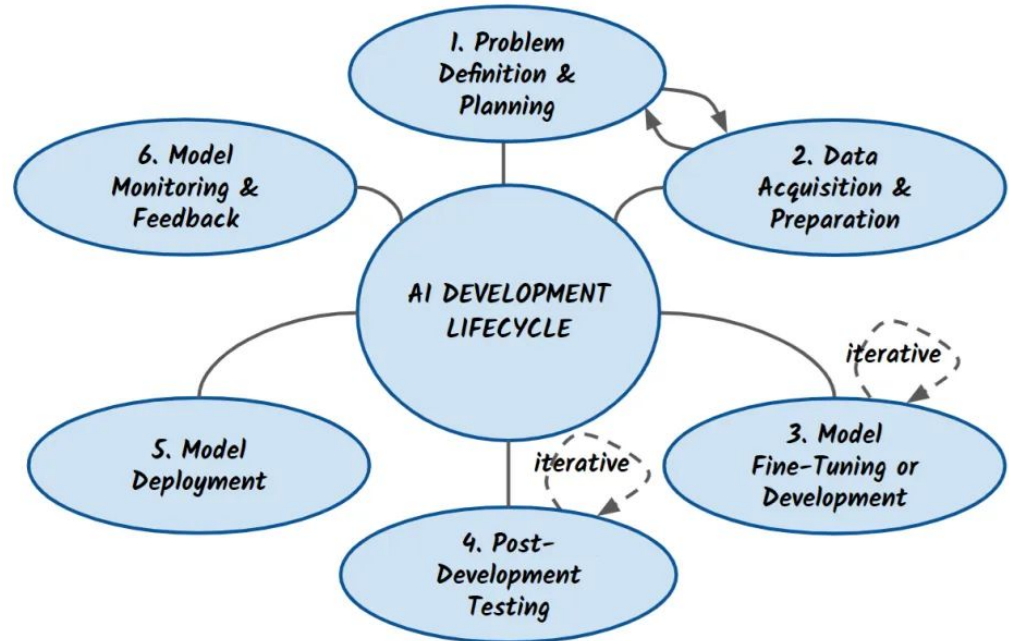 1. Problem
Definition &
Planning
6. Model
Monitoring &
Feedback
2. Data
Acquisition &
Preparation
AI DEVELOPMENT
LIFECYCLE
iterative
3. Model
Fine-Tuning or
Development
5. Model
Deployment
iterative
4. Post-
Development
Testing